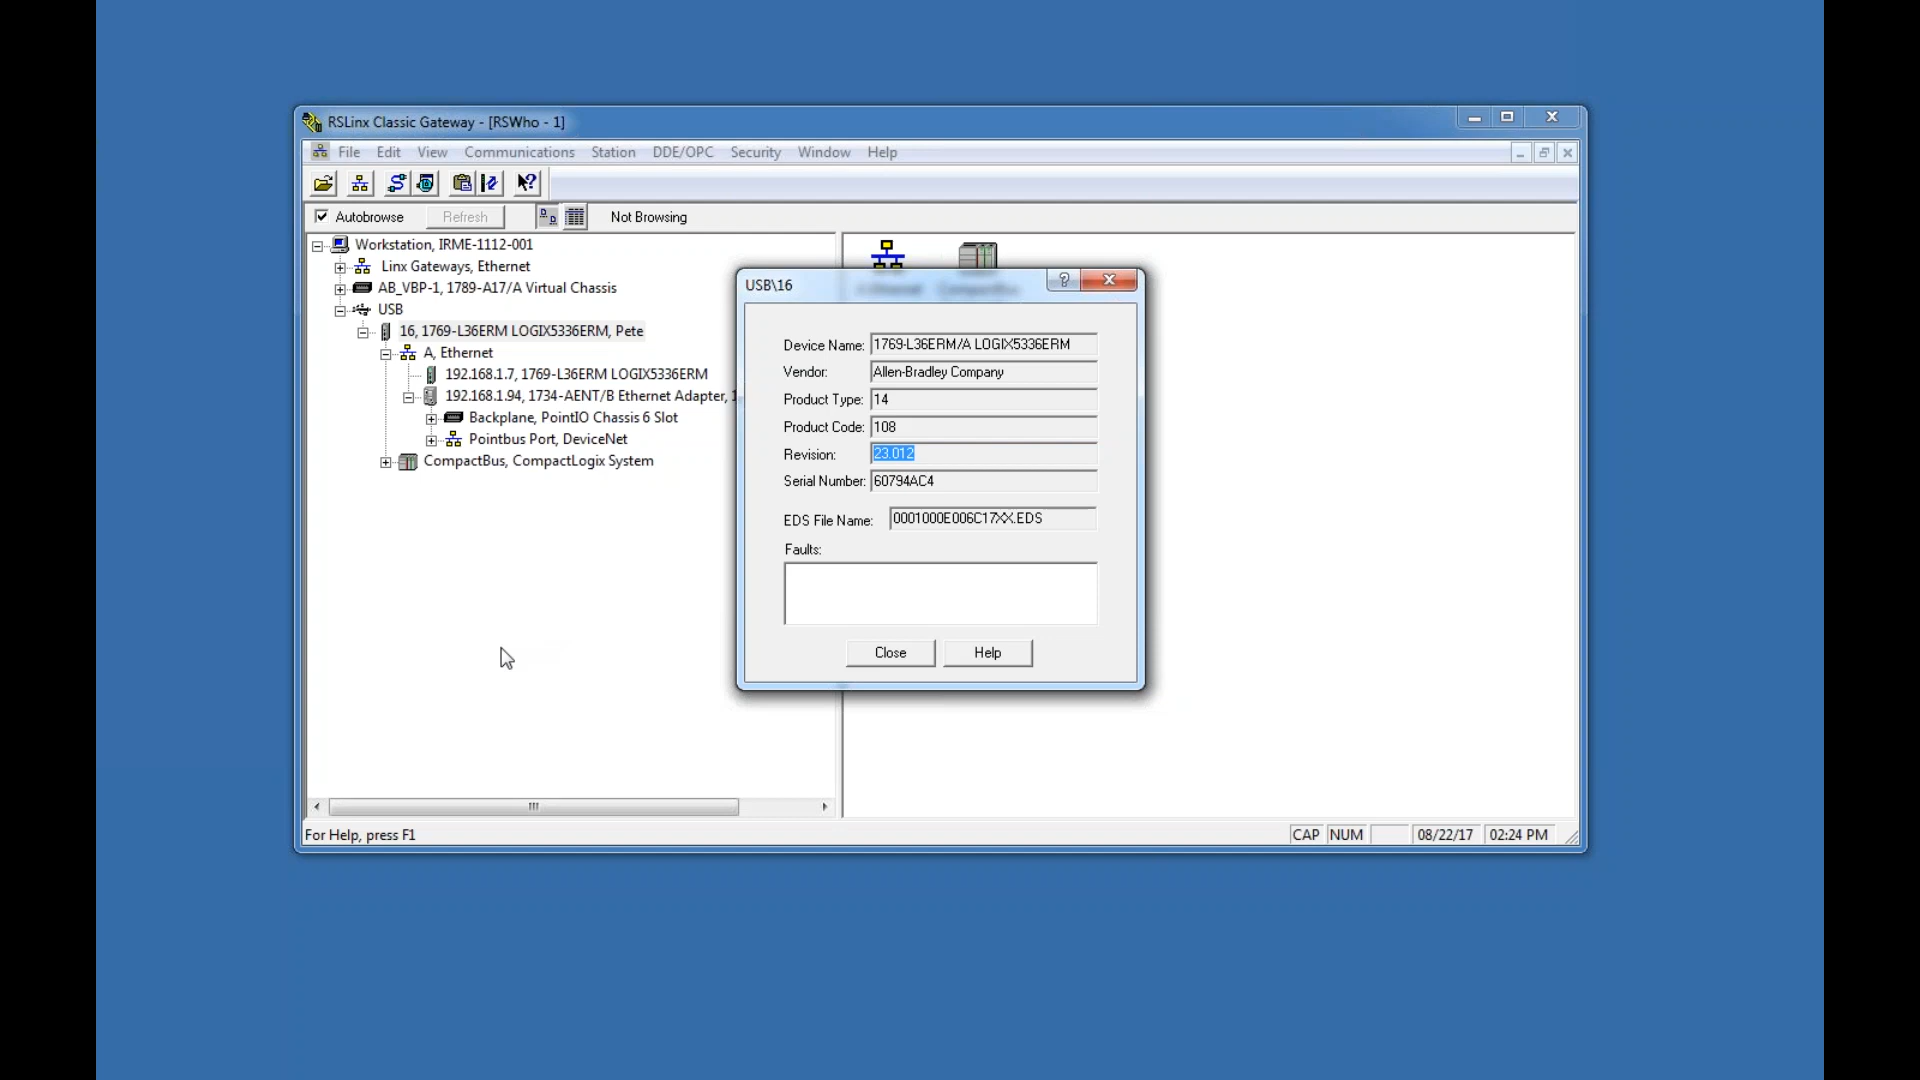 RSLinx Classic Gateway - [RSWho - 1]
File Edit View Communications Station DDE/OPC Security Window Help
Autobrowse Refresh Not Browsing
Workstation, IRME-1112-001
Linx Gateways, Ethernet
AB_VBP-1, 1789-A17/A Virtual Chassis
USB
16, 1769-L36ERM LOGIX5336ERM, Pete
A, Ethernet
192.168.1.7, 1769-L36ERM LOGIX5336ERM
192.168.1.94, 1734-AENT/B Ethernet Adapter, 1
Backplane, PointIO Chassis 6 Slot
Pointbus Port, DeviceNet
CompactBus, CompactLogix System
USB\16
Device Name: 1769-L36ERM/A LOGIX5336ERM
Vendor: Allen-Bradley Company
Product Type: 14
Product Code: 108
Revision: 23.012
Serial Number: 60794AC4
EDS File Name: 0001000E006C17XX.EDS
Faults:
Close Help
For Help, press F1
CAP NUM 08/22/17 02:24 PM